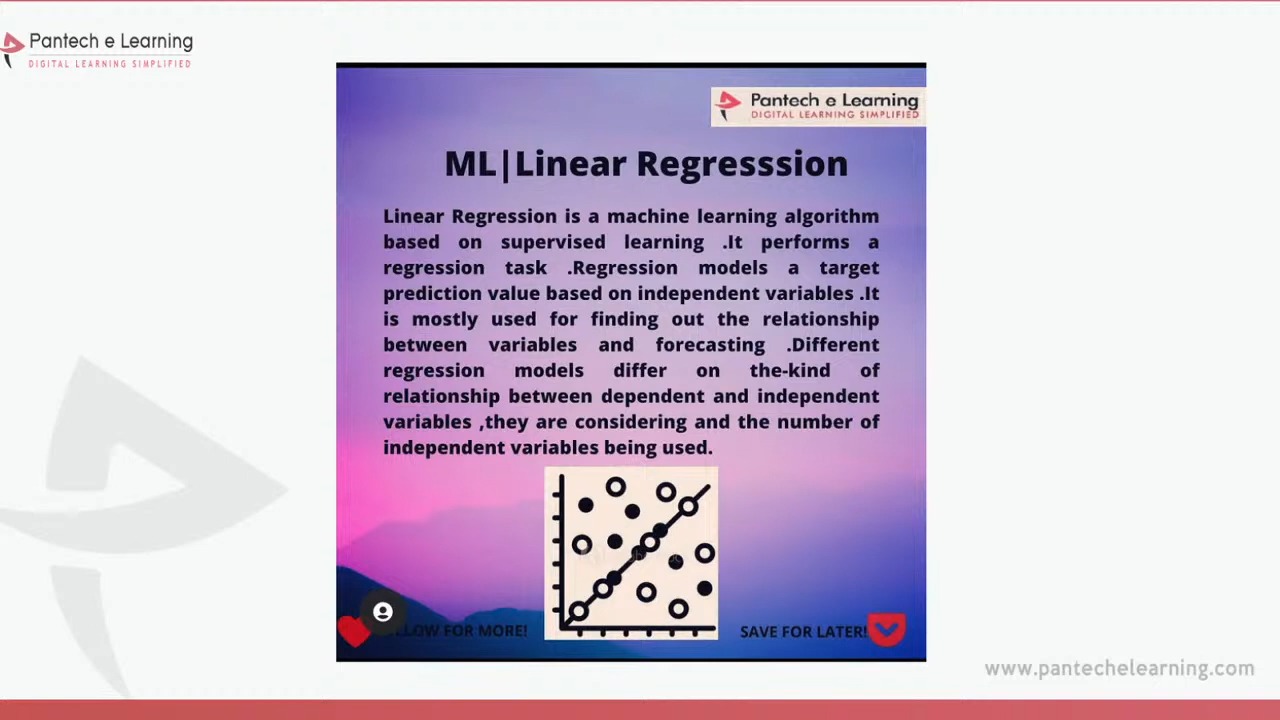 Pantech e Learning
DIGITAL LEARNING SIMPLIFIED
Pantech e Learning
DIGITAL LEARNING SIMPLIFIED
ML|Linear Regresssion
Linear Regression is a machine learning algorithm
based on supervised learning .It performs a
regression task .Regression models a target
prediction value based on independent variables .It
is mostly used for finding out the relationship
between variables and forecasting .Different
regression models differ on the-kind of
relationship between dependent and independent
variables ,they are considering and the number of
independent variables being used.
FOR MORE!
SAVE FOR LATER!
www.pantechelearning.com